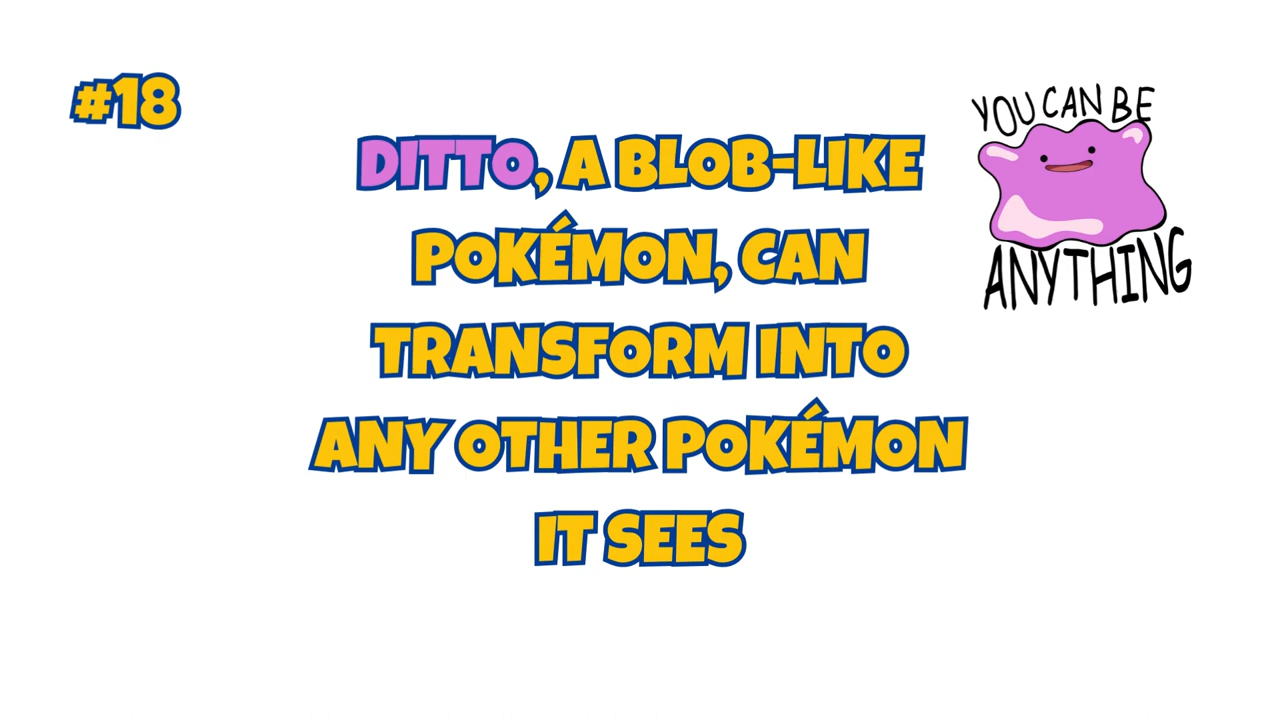 #18
DITTO, A BLOB-LIKE
POKÉMON, CAN
TRANSFORM INTO
ANY OTHER POKÉMON
IT SEES
YOU CAN BE
ANYTHING